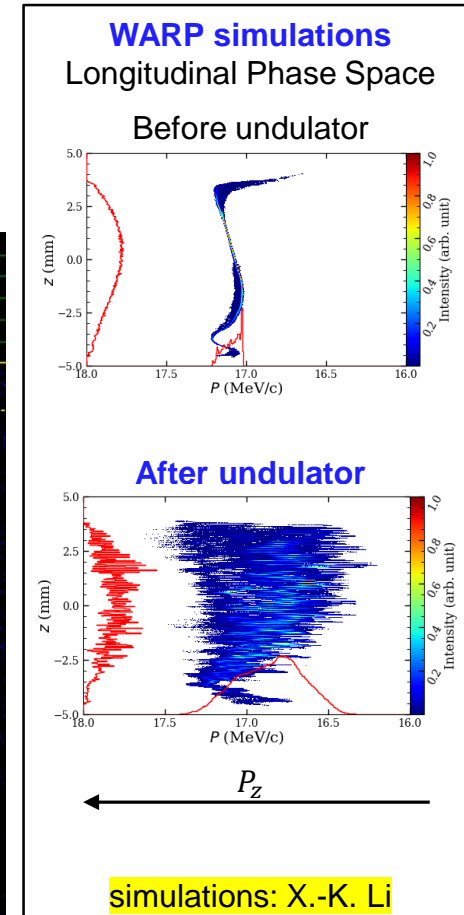 WARP simulations
Longitudinal Phase Space
Before undulator
5.0
2.5
0.0
−2.5
−5.0
z (mm)
18.0 17.5 17.0 16.5 16.0
P (MeV/c)
1.0
0.8
0.6
0.4
0.2
Intensity (arb. unit)
After undulator
5.0
2.5
0.0
−2.5
−5.0
z (mm)
18.0 17.5 17.0 16.5 16.0
P (MeV/c)
1.0
0.8
0.6
0.4
0.2
Intensity (arb. unit)
P_z
simulations: X.-K. Li